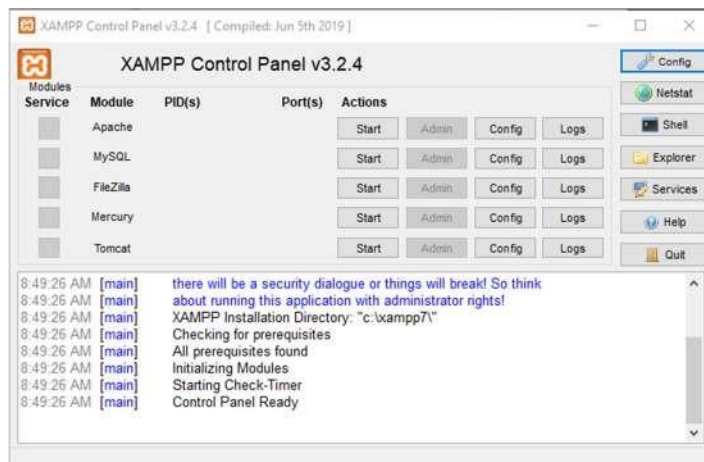 XAMPP Control Panel v3.2.4 [ Compiled: Jun 5th 2019 ]
XAMPP Control Panel v3.2.4
Config
Modules
Service Module PID(s) Port(s) Actions
Netstat
Apache Start Admin Config Logs
Shell
MySQL Start Admin Config Logs
Explorer
FileZilla Start Admin Config Logs
Services
Mercury Start Admin Config Logs
Help
Tomcat Start Admin Config Logs
Quit
8:49:26 AM [main] there will be a security dialogue or things will break! So think
8:49:26 AM [main] about running this application with administrator rights!
8:49:26 AM [main] XAMPP Installation Directory: "c:\xampp7\"
8:49:26 AM [main] Checking for prerequisites
8:49:26 AM [main] All prerequisites found
8:49:26 AM [main] Initializing Modules
8:49:26 AM [main] Starting Check-Timer
8:49:26 AM [main] Control Panel Ready